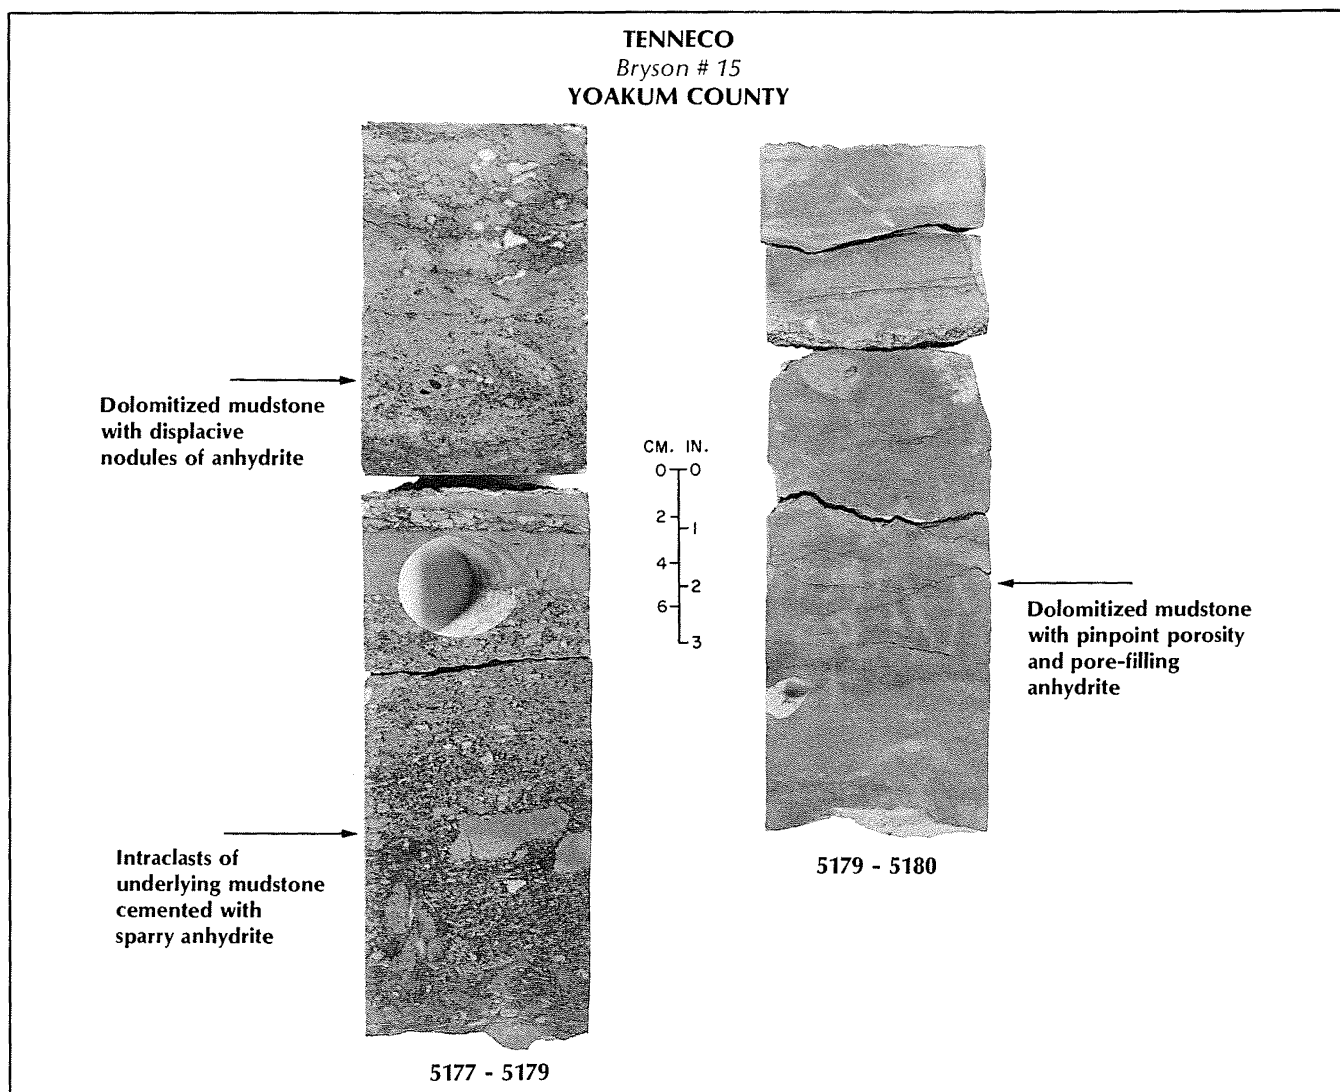 TENNECO
Bryson # 15
YOAKUM COUNTY
Dolomitized mudstone
with displacive
nodules of anhydrite
Intraclasts of
underlying mudstone
cemented with
sparry anhydrite
5177 - 5179
CM. IN.
0 0
2
1
4
2
6
3
Dolomitized mudstone
with pinpoint porosity
and pore-filling
anhydrite
5179 - 5180